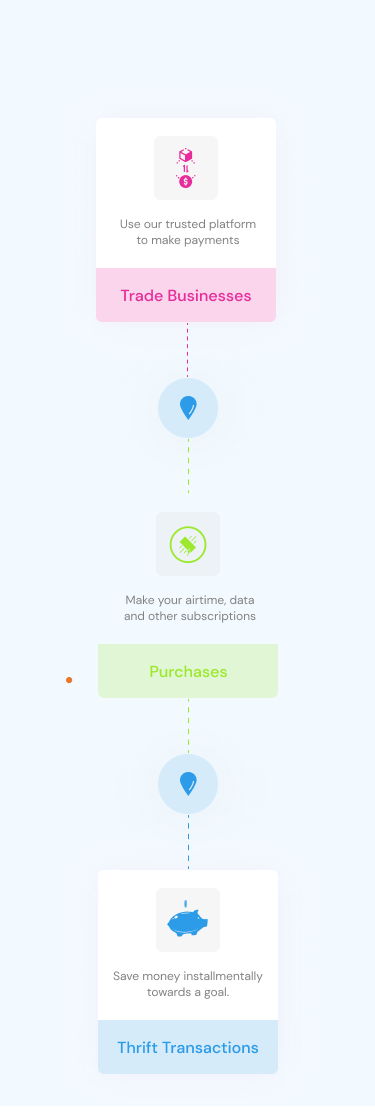 Use our trusted platform
to make payments
Trade Businesses
Make your airtime, data
and other subscriptions
Purchases
Save money installmentally
towards a goal.
Thrift Transactions